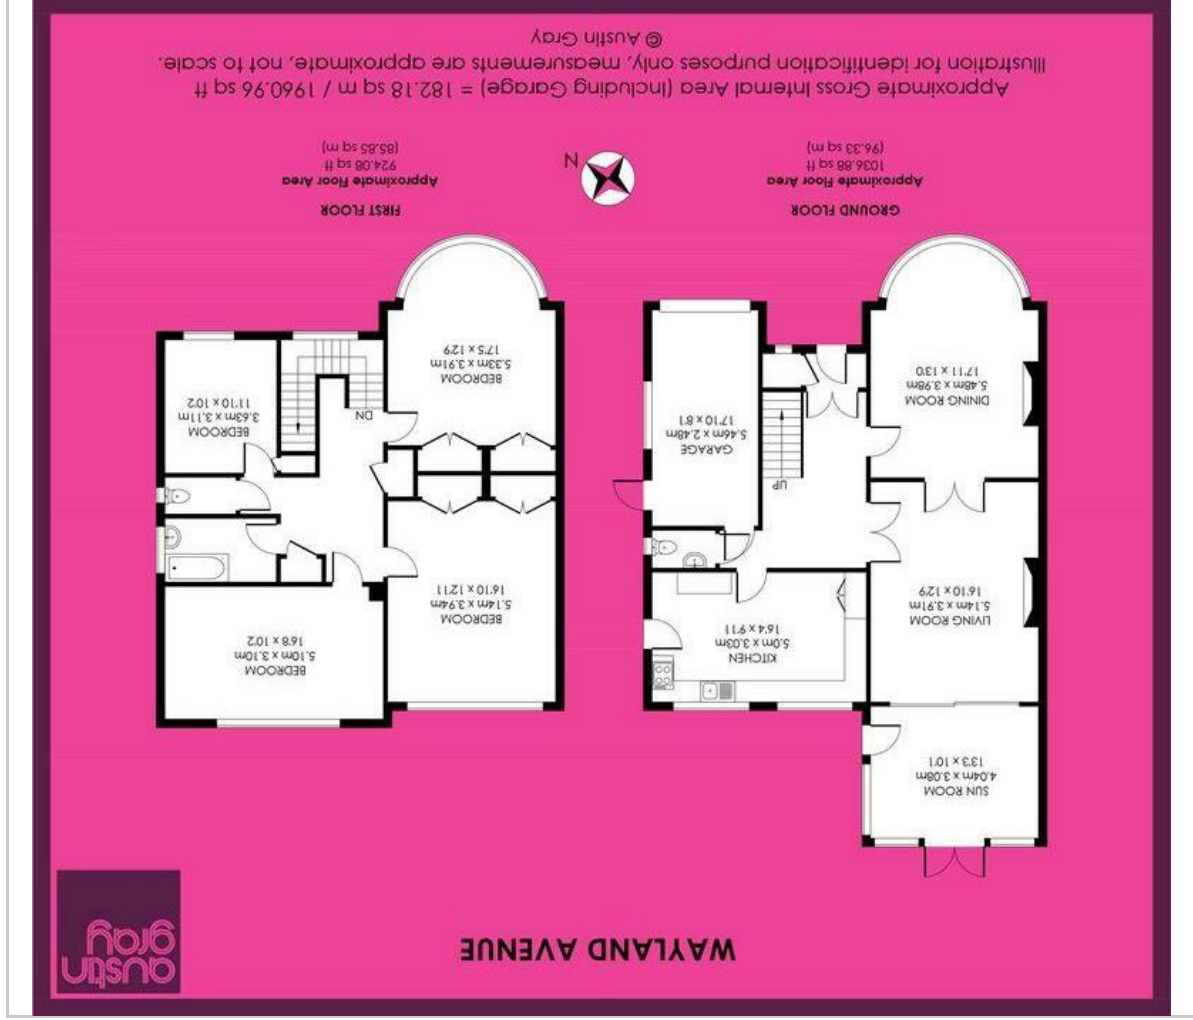 WAYLAND AVENUE
austin
gray
SUN ROOM
4.04m x 3.08m
13'3 x 10'1
LIVING ROOM
5.14m x 3.91m
16'10 x 12'9
KITCHEN
5.0m x 3.03m
16'4 x 9'11
UP
DINING ROOM
5.48m x 3.98m
17'11 x 13'0
GARAGE
5.46m x 2.48m
17'10 x 8'1
BEDROOM
5.14m x 3.94m
16'10 x 12'11
BEDROOM
5.10m x 3.10m
16'8 x 10'2
BEDROOM
5.33m x 3.91m
17'5 x 12'9
DN
BEDROOM
3.63m x 3.11m
11'10 x 10'2
GROUND FLOOR
Approximate Floor Area
1036.88 sq ft
(96.33 sq m)
N
FIRST FLOOR
Approximate Floor Area
924.08 sq ft
(85.85 sq m)
Approximate Gross Internal Area (Including Garage) = 182.18 sq m / 1960.96 sq ft
Illustration for identification purposes only, measurements are approximate, not to scale.
© Austin Gray